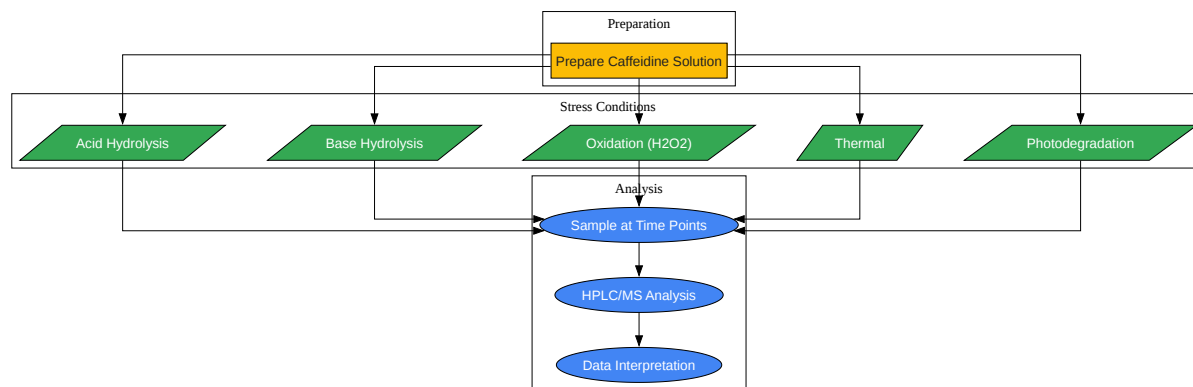 Preparation
Prepare Caffeidine Solution
Stress Conditions
Acid Hydrolysis
Base Hydrolysis
Oxidation (H2O2)
Thermal
Photodegradation
Analysis
Sample at Time Points
HPLC/MS Analysis
Data Interpretation